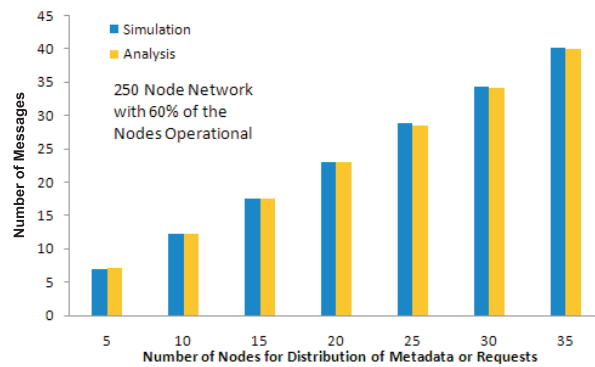 45
40
35
30
25
20
15
10
5
0
Number of Messages
Simulation
Analysis
250 Node Network
with 60% of the
Nodes Operational
5 10 15 20 25 30 35
Number of Nodes for Distribution of Metadata or Requests